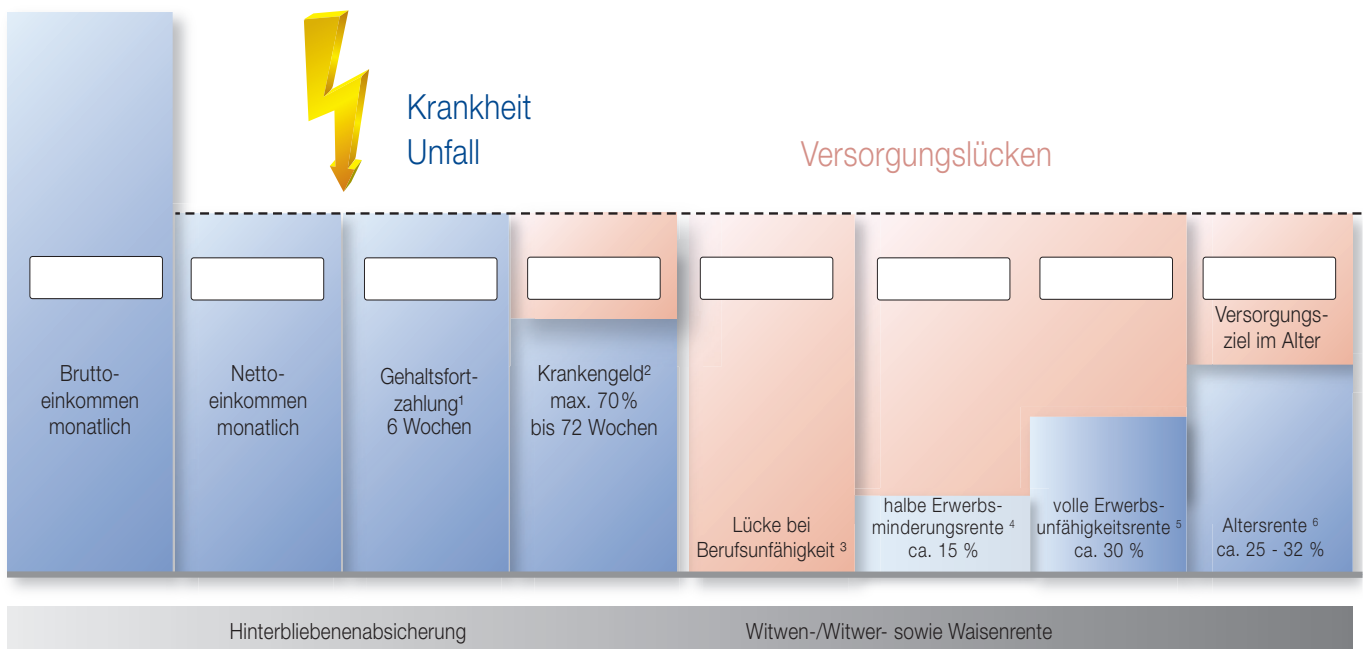 Krankheit
Unfall
Versorgungslücken
Brutto-
einkommen
monatlich
Netto-
einkommen
monatlich
Gehaltsfort-
zahlung¹
6 Wochen
Krankengeld²
max. 70%
bis 72 Wochen
Lücke bei
Berufsunfähigkeit ³
halbe Erwerbs-
minderungsrente ⁴
ca. 15 %
volle Erwerbs-
unfähigkeitsrente ⁵
ca. 30 %
Versorgungs-
ziel im Alter
Altersrente ⁶
ca. 25 - 32 %
Hinterbliebenenabsicherung
Witwen-/Witwer- sowie Waisenrente